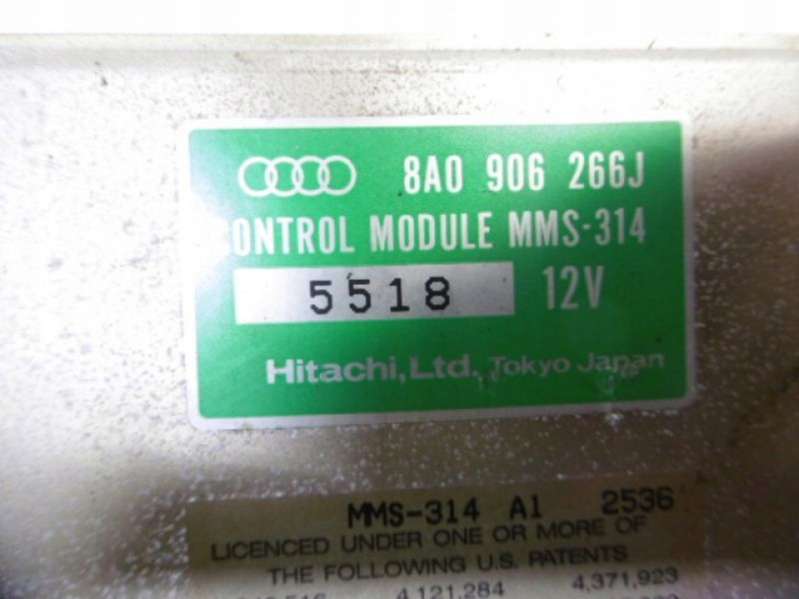 8A0 906 266J
CONTROL MODULE MMS-314
5518 12V
Hitachi, Ltd. Tokyo Japan
MMS-314 A1 2536
LICENCED UNDER ONE OR MORE OF
THE FOLLOWING U.S. PATENTS
4,121,284 4,371,923